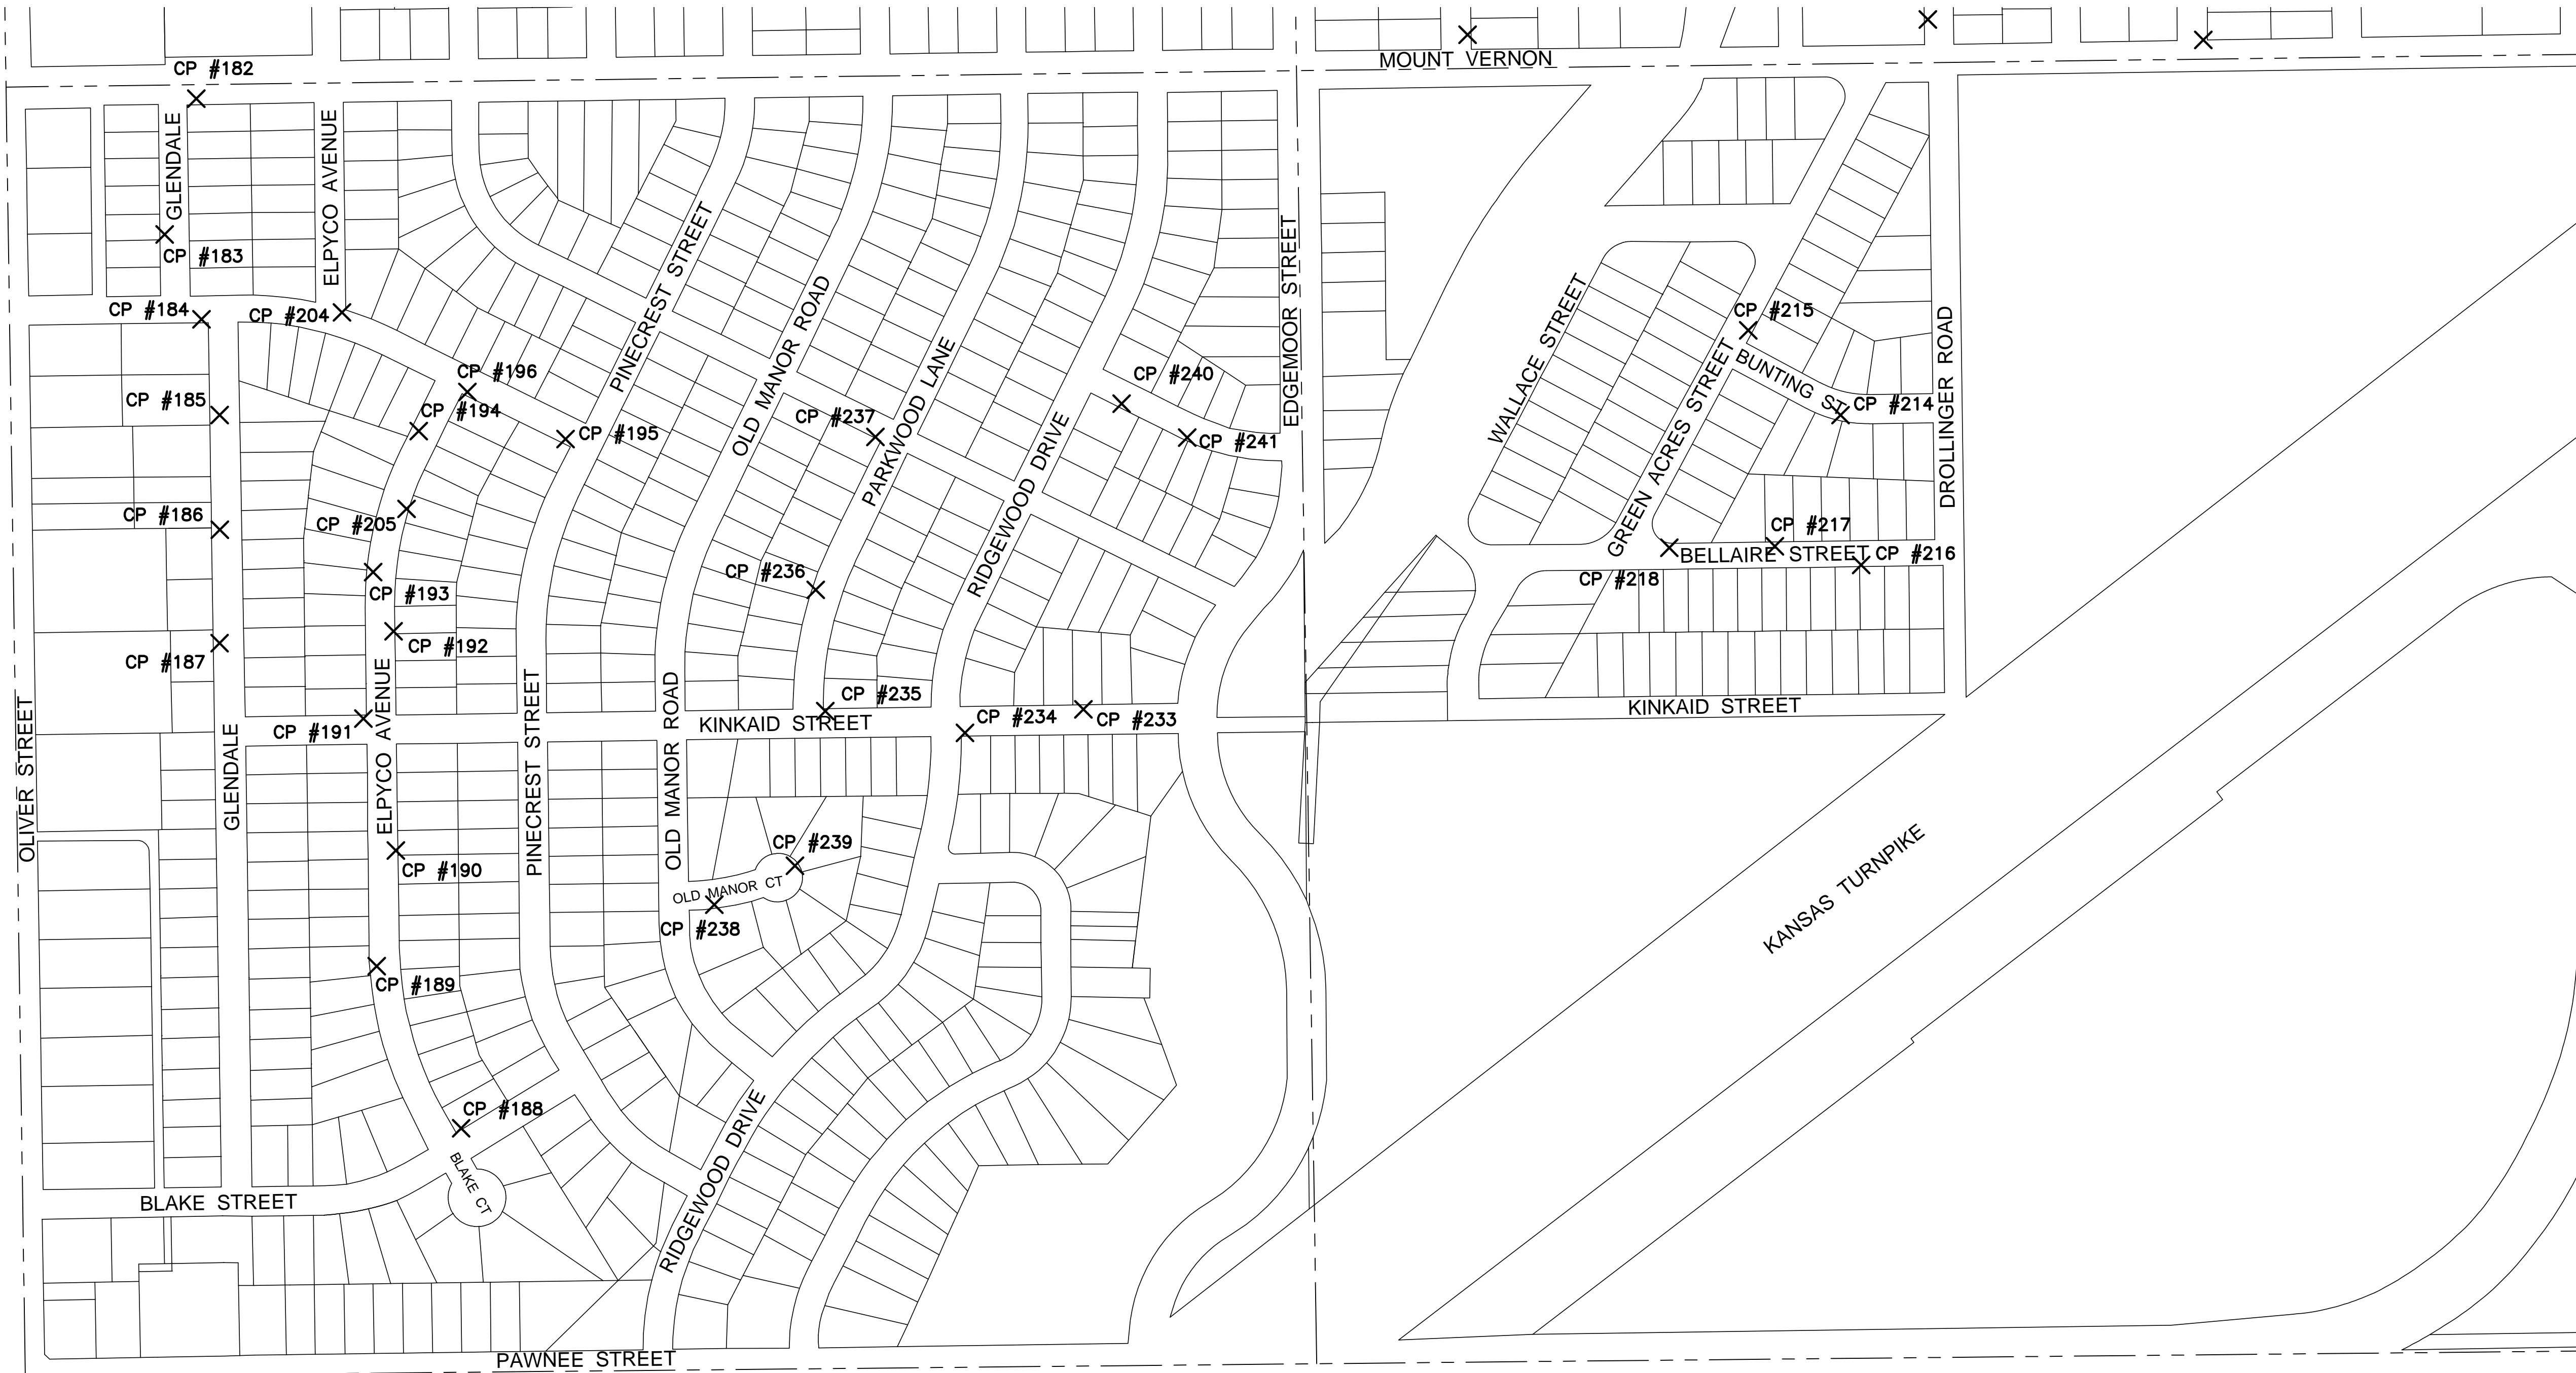 MOUNT VERNON
CP #182
GLENDALE
ELPYCO AVENUE
CP #183
PINECREST STREET
EDGEMOOR STREET
OLD MANOR ROAD
WALLACE STREET
CP #184
CP #204
CP #215
DROLLINGER ROAD
PARKWOOD LANE
GREEN ACRES STREET
BUNTING ST
CP #196
CP #240
CP #185
CP #194
CP #237
CP #214
CP #195
CP #241
RIDGEWOOD DRIVE
CP #186
CP #205
CP #217
BELLAIRE STREET
CP #216
CP #236
CP #218
CP #193
CP #192
CP #187
OLIVER STREET
GLENDALE
ELPYCO AVENUE
PINECREST STREET
OLD MANOR ROAD
CP #235
KINKAID STREET
CP #234
CP #233
KINKAID STREET
CP #191
CP #239
CP #190
OLD MANOR CT
CP #238
KANSAS TURNPIKE
CP #189
CP #188
RIDGEWOOD DRIVE
BLAKE CT
BLAKE STREET
PAWNEE STREET